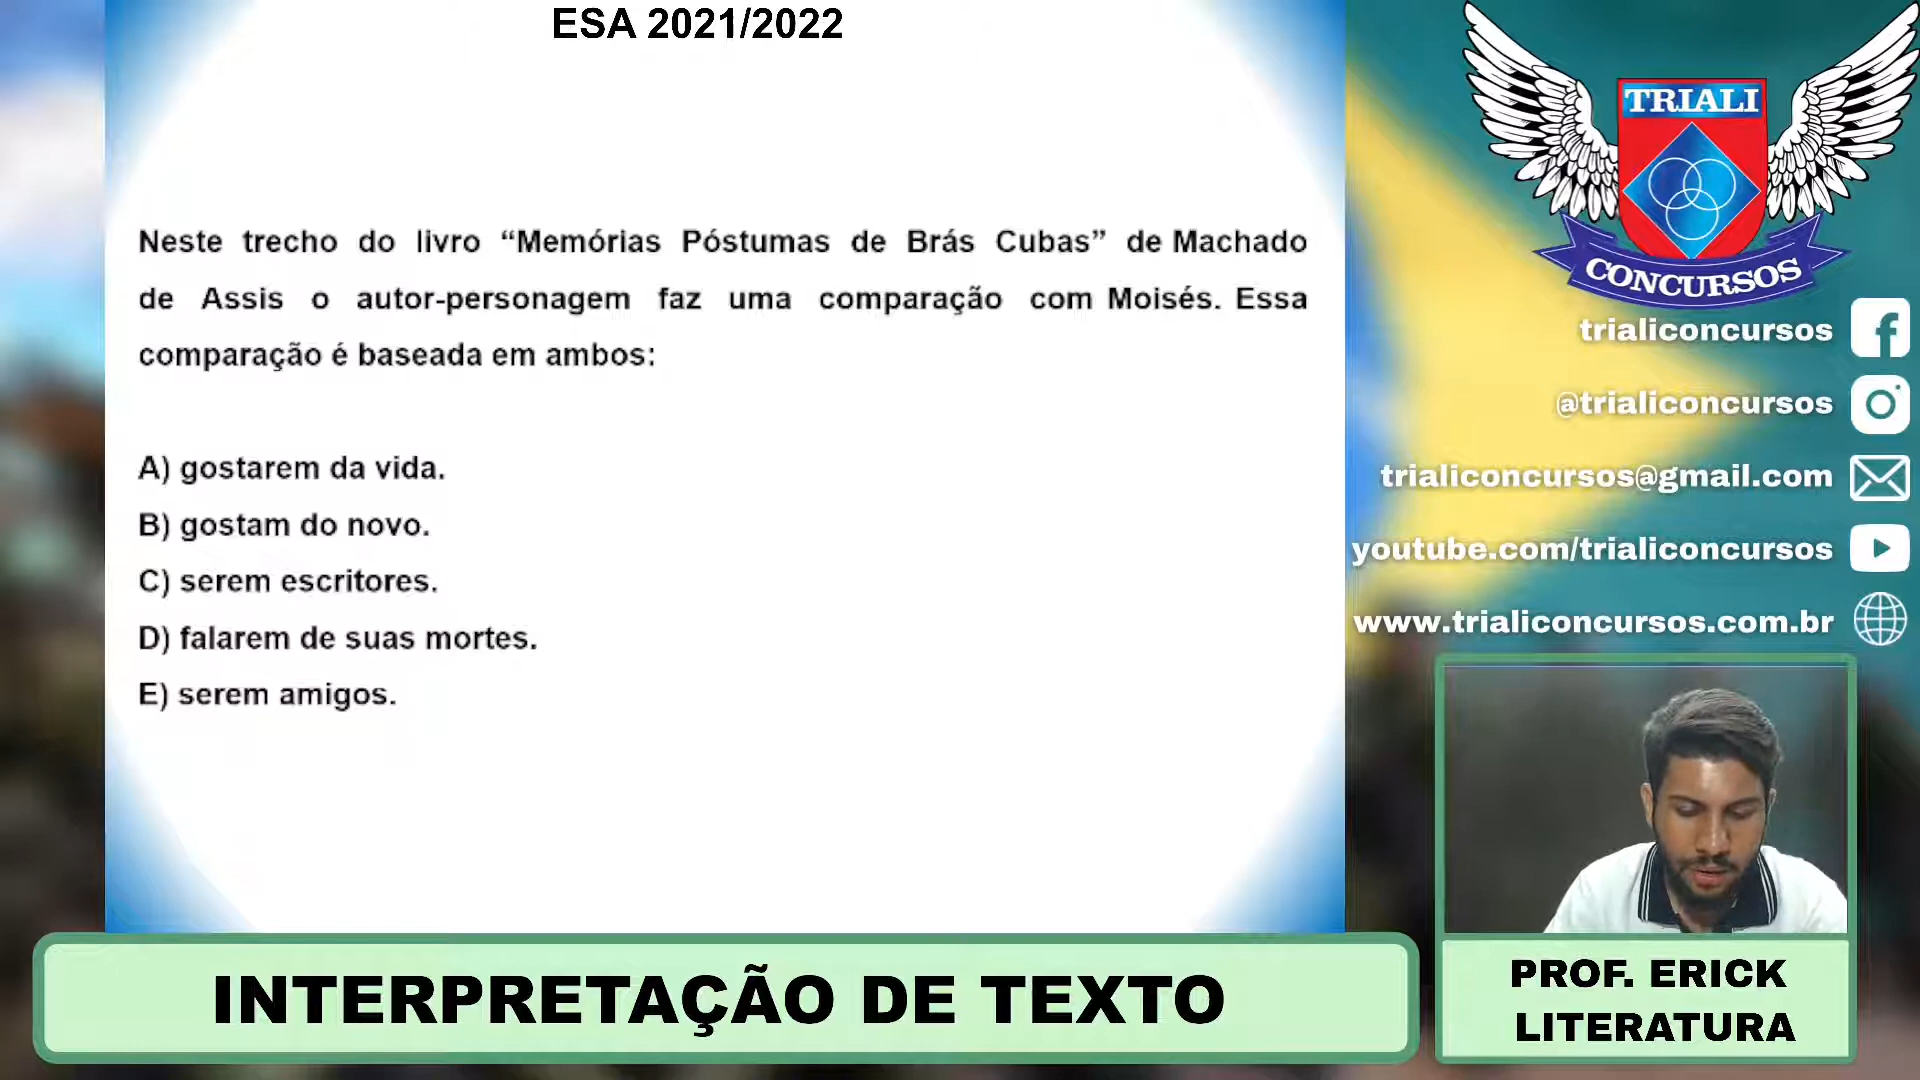 ESA 2021/2022
Neste trecho do livro “Memórias Póstumas de Brás Cubas” de Machado
de Assis o autor-personagem faz uma comparação com Moisés. Essa
comparação é baseada em ambos:
A) gostarem da vida.
B) gostam do novo.
C) serem escritores.
D) falarem de suas mortes.
E) serem amigos.
TRIALI
CONCURSOS
trialiconcursos
@trialiconcursos
trialiconcursos@gmail.com
youtube.com/trialiconcursos
www.trialiconcursos.com.br
INTERPRETAÇÃO DE TEXTO
PROF. ERICK
LITERATURA